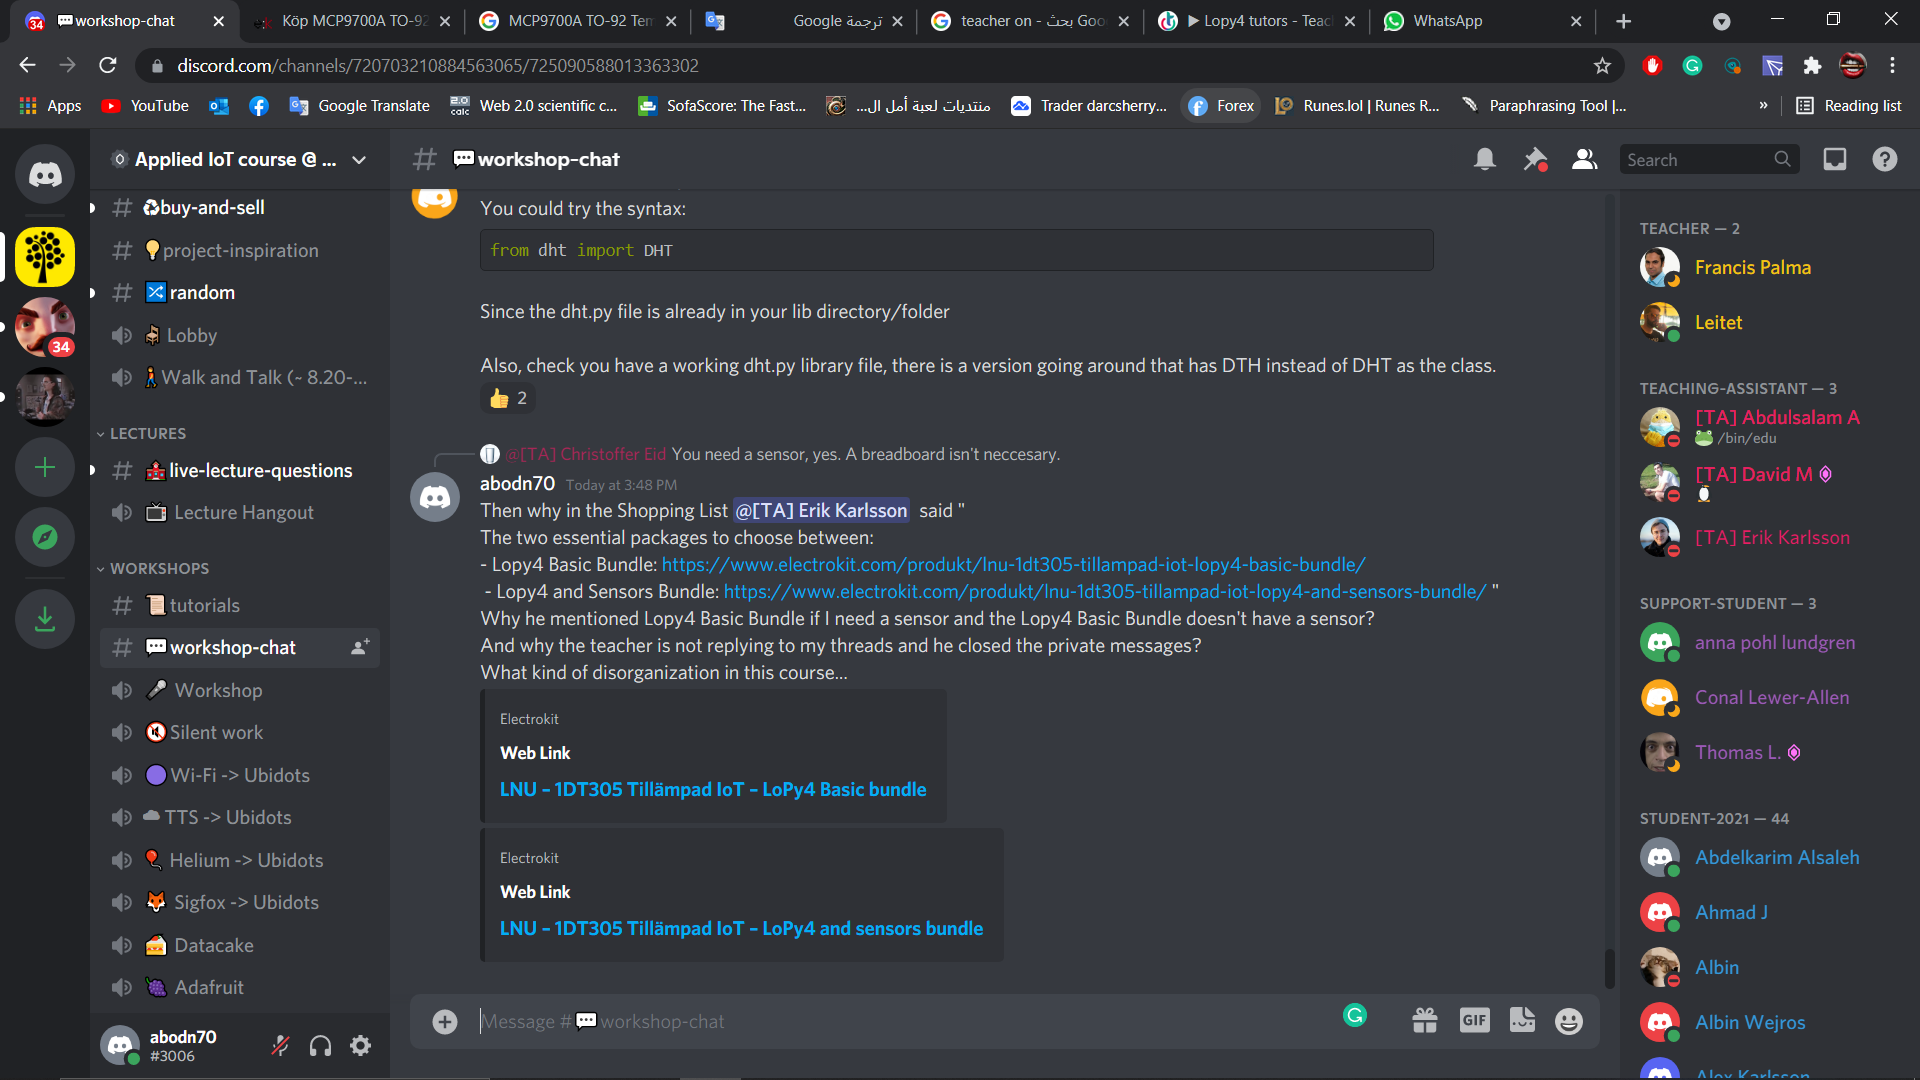 34
workshop-chat
Köp MCP9700A TO-92
MCP9700A TO-92 Tem
ترجمة Google
teacher on - بحث Goo
▶ Lopy4 tutors - Teac
WhatsApp
discord.com/channels/720703210884563065/725090588013363302
Apps
YouTube
Google Translate
2.0 calc
Web 2.0 scientific c...
SofaScore: The Fast...
منتديات لعبة أمل ال...
Trader darcsherry...
Forex
Runes.lol | Runes R...
Paraphrasing Tool |...
»
Reading list
Applied IoT course @ ...
# buy-and-sell
# project-inspiration
# random
34
Lobby
Walk and Talk (~ 8.20-...
LECTURES
# live-lecture-questions
Lecture Hangout
WORKSHOPS
# tutorials
# workshop-chat
Workshop
Silent work
Wi-Fi -> Ubidots
TTS -> Ubidots
Helium -> Ubidots
Sigfox -> Ubidots
Datacake
Adafruit
abodn70
#3006
# workshop-chat
Search
You could try the syntax:
from dht import DHT
Since the dht.py file is already in your lib directory/folder
Also, check you have a working dht.py library file, there is a version going around that has DTH instead of DHT as the class.
👍 2
@[TA] Christoffer Eid You need a sensor, yes. A breadboard isn't neccesary.
abodn70 Today at 3:48 PM
Then why in the Shopping List @[TA] Erik Karlsson said "
The two essential packages to choose between:
- Lopy4 Basic Bundle: https://www.electrokit.com/produkt/lnu-1dt305-tillampad-iot-lopy4-basic-bundle/
- Lopy4 and Sensors Bundle: https://www.electrokit.com/produkt/lnu-1dt305-tillampad-iot-lopy4-and-sensors-bundle/ "
Why he mentioned Lopy4 Basic Bundle if I need a sensor and the Lopy4 Basic Bundle doesn't have a sensor?
And why the teacher is not replying to my threads and he closed the private messages?
What kind of disorganization in this course...
Electrokit
Web Link
LNU – 1DT305 Tillämpad IoT – LoPy4 Basic bundle
Electrokit
Web Link
LNU – 1DT305 Tillämpad IoT – LoPy4 and sensors bundle
Message # workshop-chat
GIF
TEACHER — 2
Francis Palma
Leitet
TEACHING-ASSISTANT — 3
[TA] Abdulsalam A
/bin/edu
[TA] David M
[TA] Erik Karlsson
SUPPORT-STUDENT — 3
anna pohl lundgren
Conal Lewer-Allen
Thomas L.
STUDENT-2021 — 44
Abdelkarim Alsaleh
Ahmad J
Albin
Albin Wejros
Alex Karlsson